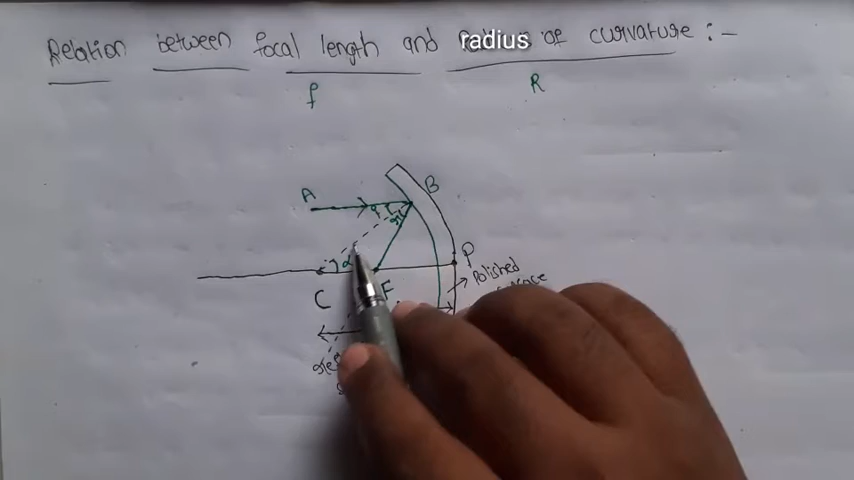 Relation between focal length and radius of curvature :-
f R
A B
P
C F
Polished